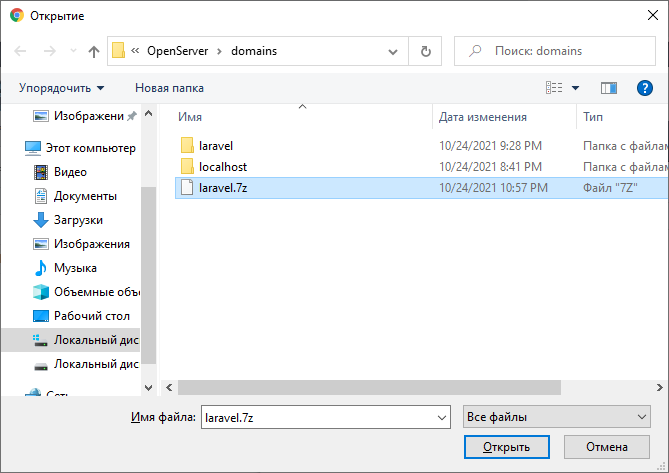 Открытие
« OpenServer > domains
Поиск: domains
Упорядочить
Новая папка
?
Имя
Дата изменения
Тип
Изображени
Этот компьютер
Видео
Документы
Загрузки
Изображения
Музыка
Объемные объ
Рабочий стол
Локальный дис
Локальный дис
Сеть
laravel 10/24/2021 9:28 PM Папка с файлам
localhost 10/24/2021 8:41 PM Папка с файлам
laravel.7z 10/24/2021 10:57 PM Файл "7Z"
Имя файла: laravel.7z
Все файлы
Открыть
Отмена